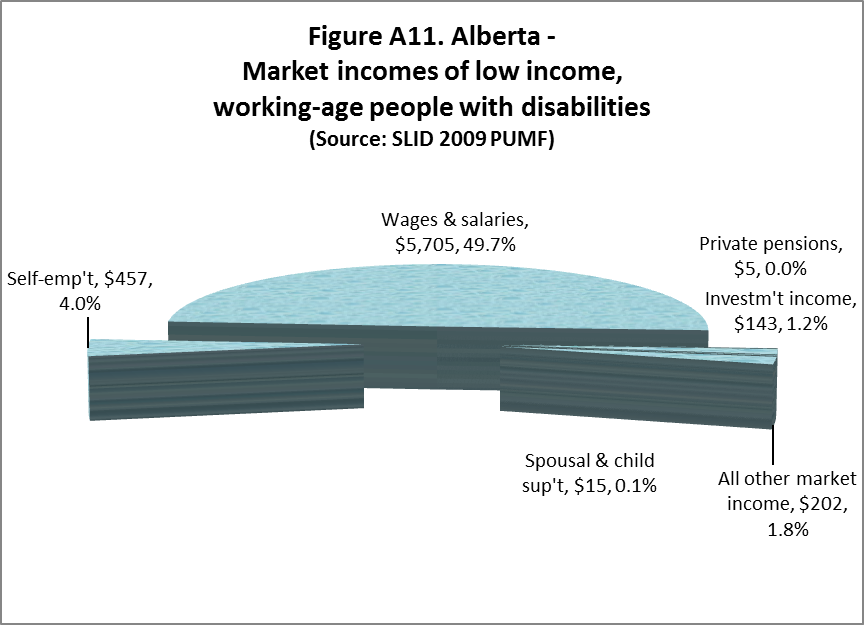 Figure A11. Alberta -
Market incomes of low income,
working-age people with disabilities
(Source: SLID 2009 PUMF)
Wages & salaries,
$5,705, 49.7%
Private pensions,
$5, 0.0%
Self-emp't, $457,
4.0%
Investm't income,
$143, 1.2%
Spousal & child
sup't, $15, 0.1%
All other market
income, $202,
1.8%